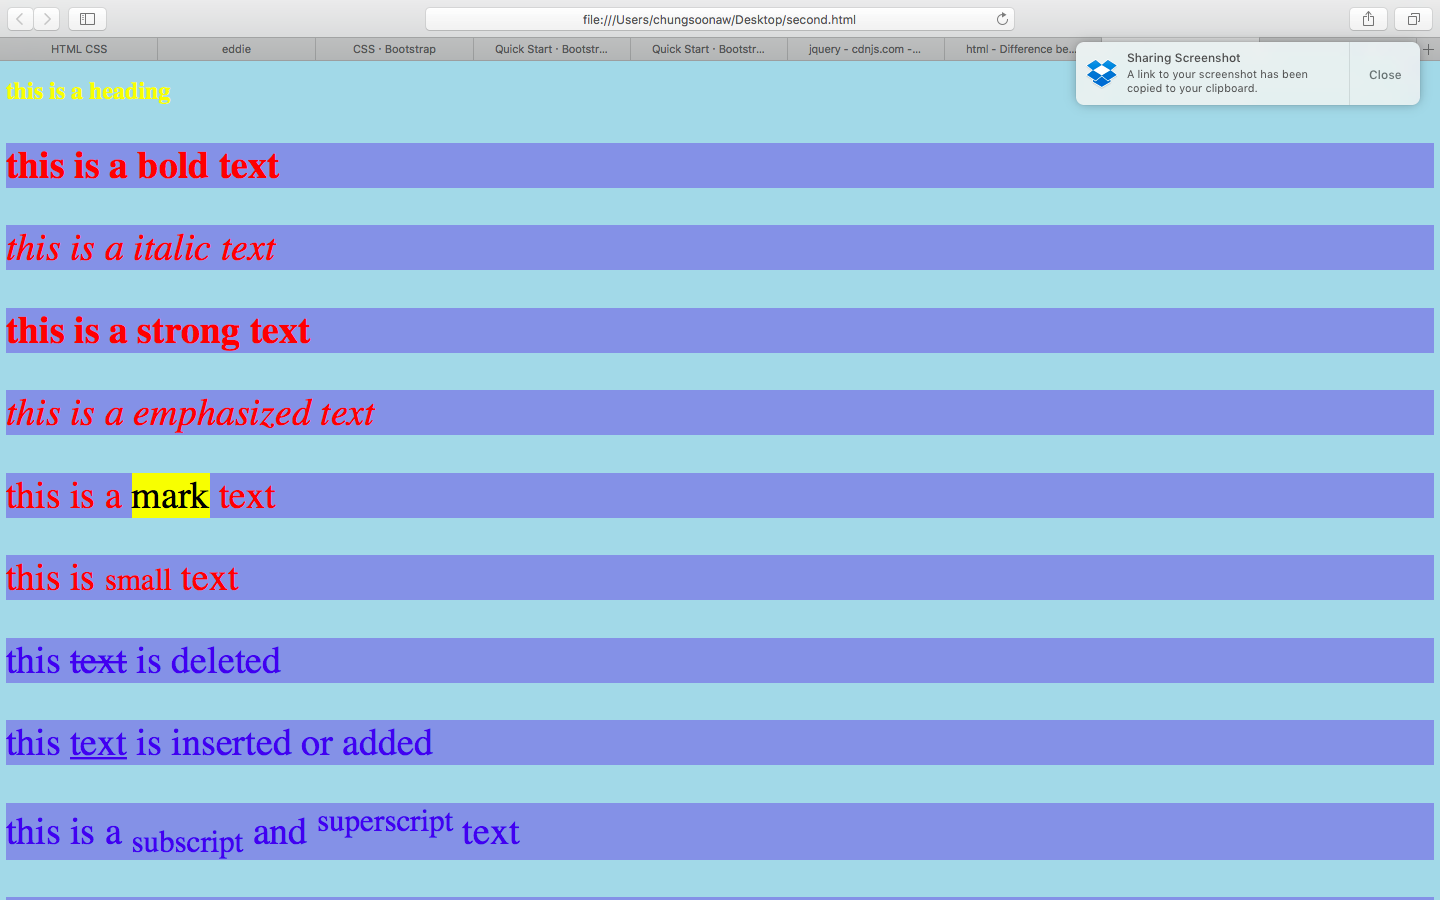 file:///Users/chungsoonaw/Desktop/second.html
HTML CSS
eddie
CSS · Bootstrap
Quick Start · Bootstr...
Quick Start · Bootstr...
jquery - cdnjs.com -...
html - Difference be...
Sharing Screenshot
A link to your screenshot has been
copied to your clipboard.
Close
this is a heading
this is a bold text
this is a italic text
this is a strong text
this is a emphasized text
this is a mark text
this is small text
this text is deleted
this text is inserted or added
this is a subscript and superscript text